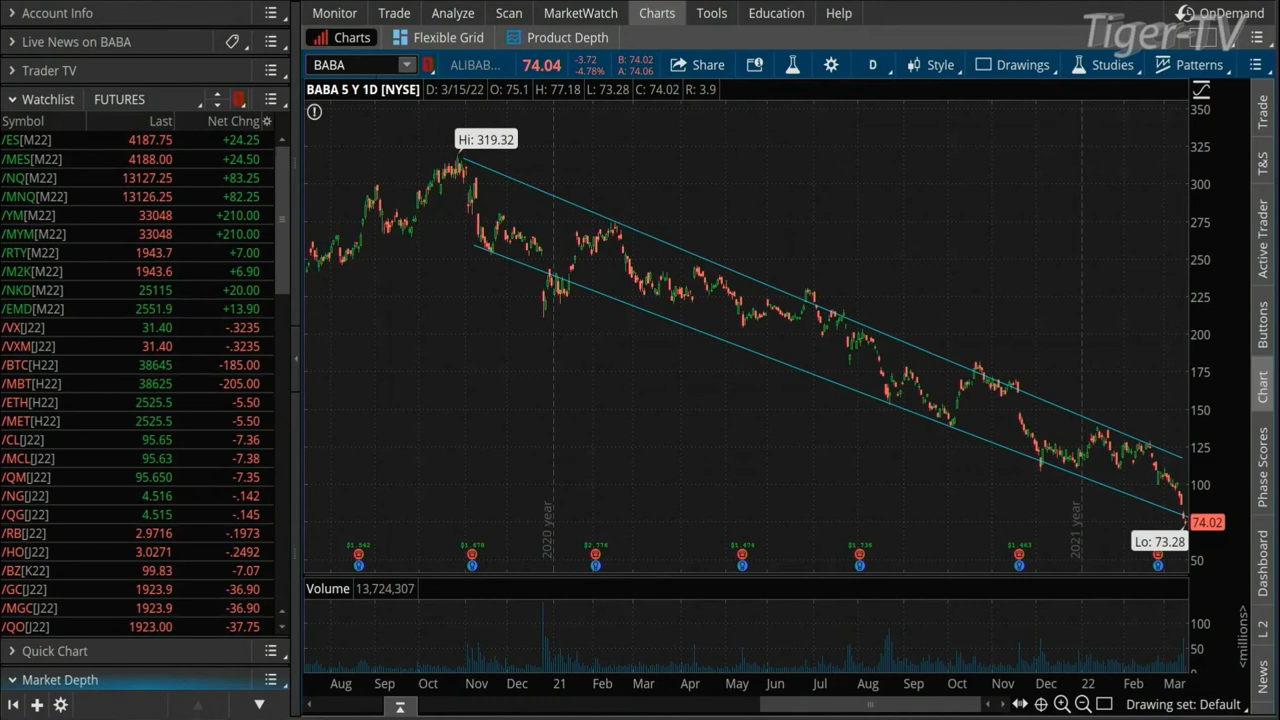 Account Info
Monitor Trade Analyze Scan MarketWatch Charts Tools Education Help OnDemand
Tiger-TV
Live News on BABA
Charts Flexible Grid Product Depth
Trader TV
BABA ALIBAB... 74.04 -3.72 -4.78% B: 74.02 A: 74.06 Share D Style Drawings Studies Patterns
Watchlist FUTURES
BABA 5 Y 1D [NYSE] D: 3/15/22 O: 75.1 H: 77.18 L: 73.28 C: 74.02 R: 3.9
Symbol Last Net Chng
/ES[M22] 4187.75 +24.25
/MES[M22] 4188.00 +24.50
/NQ[M22] 13127.25 +83.25
/MNQ[M22] 13126.25 +82.25
/YM[M22] 33048 +210.00
/MYM[M22] 33048 +210.00
/RTY[M22] 1943.7 +7.00
/M2K[M22] 1943.6 +6.90
/NKD[M22] 25115 +20.00
/EMD[M22] 2551.9 +13.90
/VX[J22] 31.40 -.3235
/VXM[J22] 31.40 -.3235
/BTC[H22] 38645 -185.00
/MBT[H22] 38625 -205.00
/ETH[H22] 2525.5 -5.50
/MET[H22] 2525.5 -5.50
/CL[J22] 95.65 -7.36
/MCL[J22] 95.63 -7.38
/QM[J22] 95.650 -7.35
/NG[J22] 4.516 -.142
/QG[J22] 4.515 -.145
/RB[J22] 2.9716 -.1973
/HO[J22] 3.0271 -.2492
/BZ[K22] 99.83 -7.07
/GC[J22] 1923.9 -36.90
/MGC[J22] 1923.9 -36.90
/QO[J22] 1923.00 -37.75
Quick Chart
Market Depth
Hi: 319.32
350
325
300
275
250
225
200
175
150
125
100
74.02
50
Lo: 73.28
2020 year
2021 year
Volume 13,724,307
100
50
0
<millions>
Aug Sep Oct Nov Dec 21 Feb Mar Apr May Jun Jul Aug Sep Oct Nov Dec 22 Feb Mar
Drawing set: Default
Trade
T&S
Active Trader
Buttons
Chart
Phase Scores
Dashboard
L 2
News